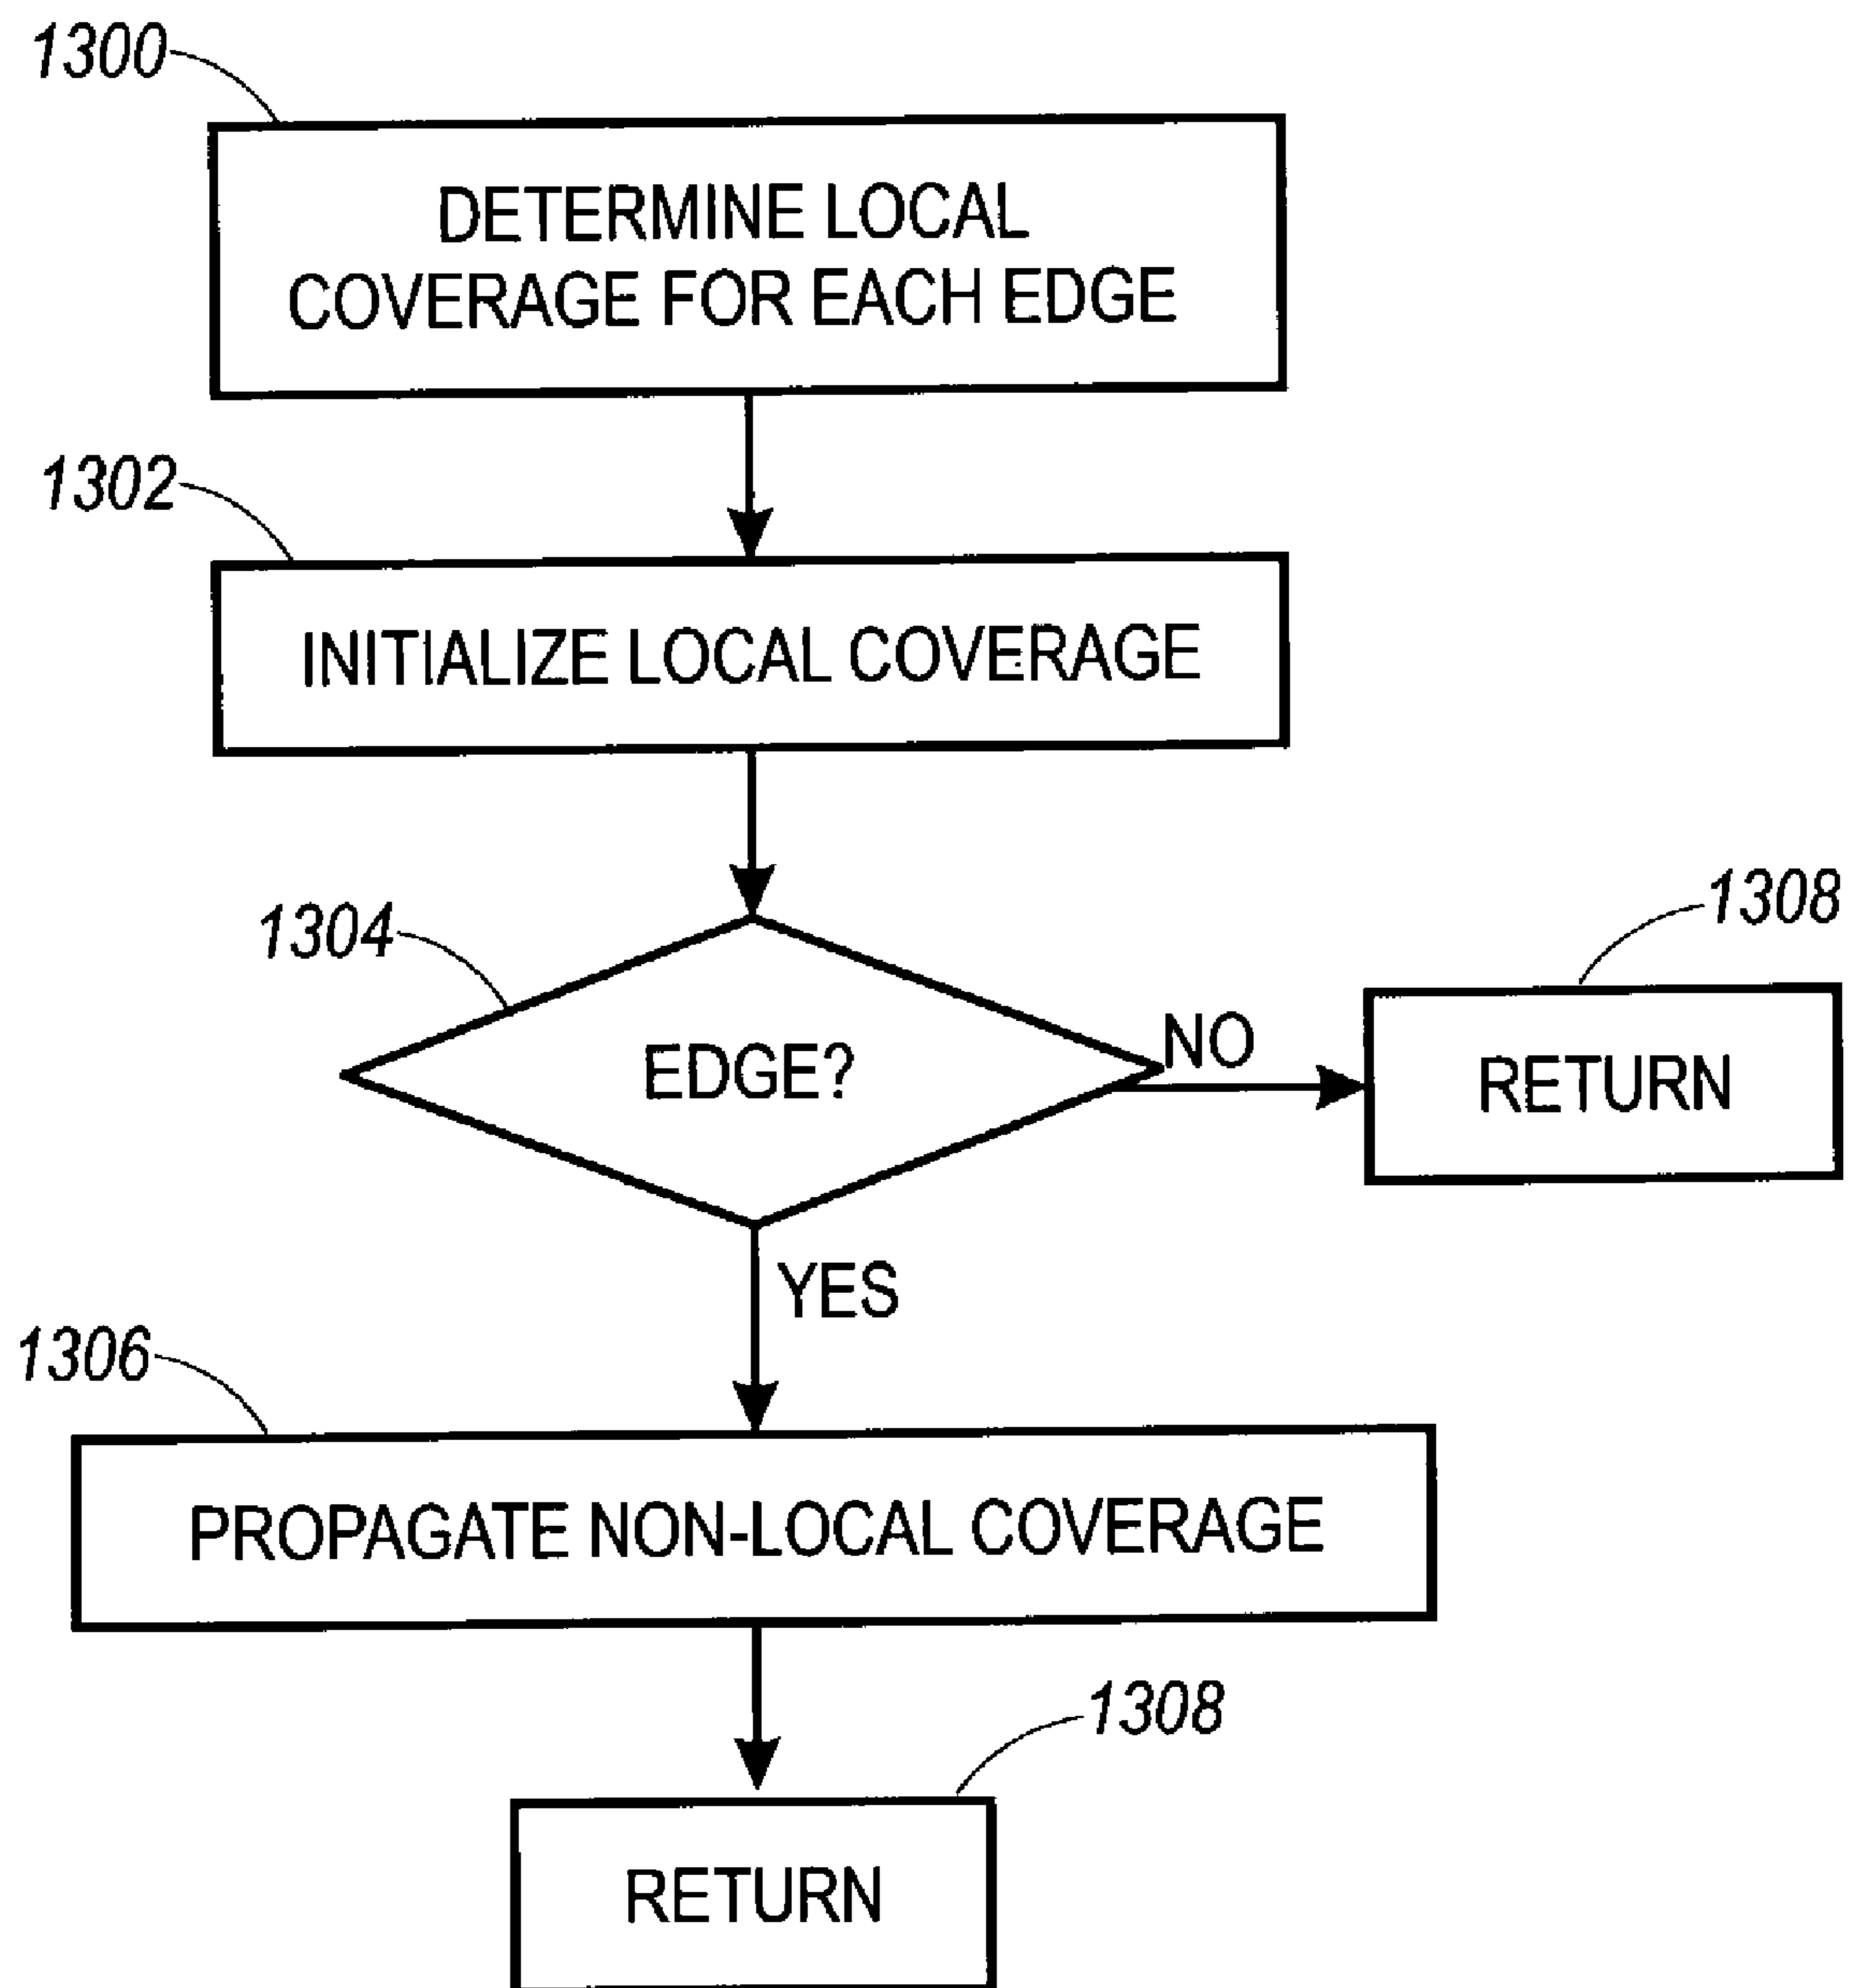 1300
DETERMINE LOCAL
COVERAGE FOR EACH EDGE
1302
INITIALIZE LOCAL COVERAGE
1304
EDGE?
NO
1308
RETURN
YES
1306
PROPAGATE NON-LOCAL COVERAGE
1308
RETURN